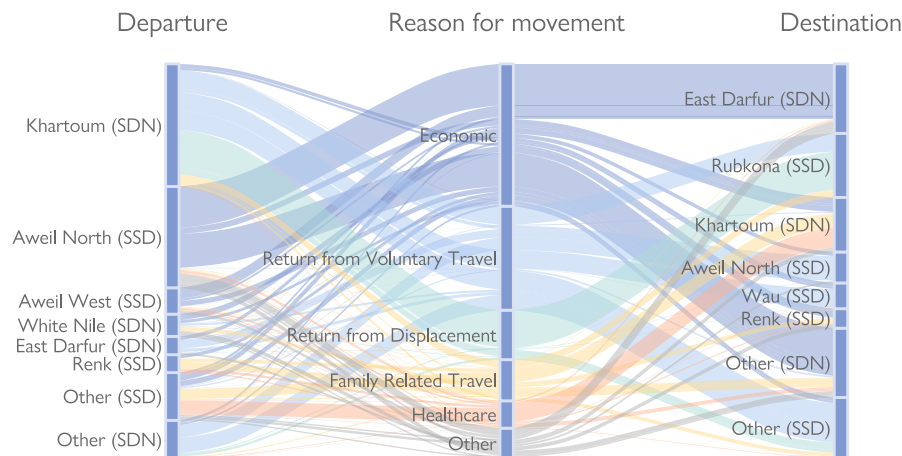 Departure
Reason for movement
Destination
Khartoum (SDN)
Aweil North (SSD)
Aweil West (SSD)
White Nile (SDN)
East Darfur (SDN)
Renk (SSD)
Other (SSD)
Other (SDN)
Economic
Return from Voluntary Travel
Return from Displacement
Family Related Travel
Healthcare
Other
East Darfur (SDN)
Rubkona (SSD)
Khartoum (SDN)
Aweil North (SSD)
Wau (SSD)
Renk (SSD)
Other (SDN)
Other (SSD)